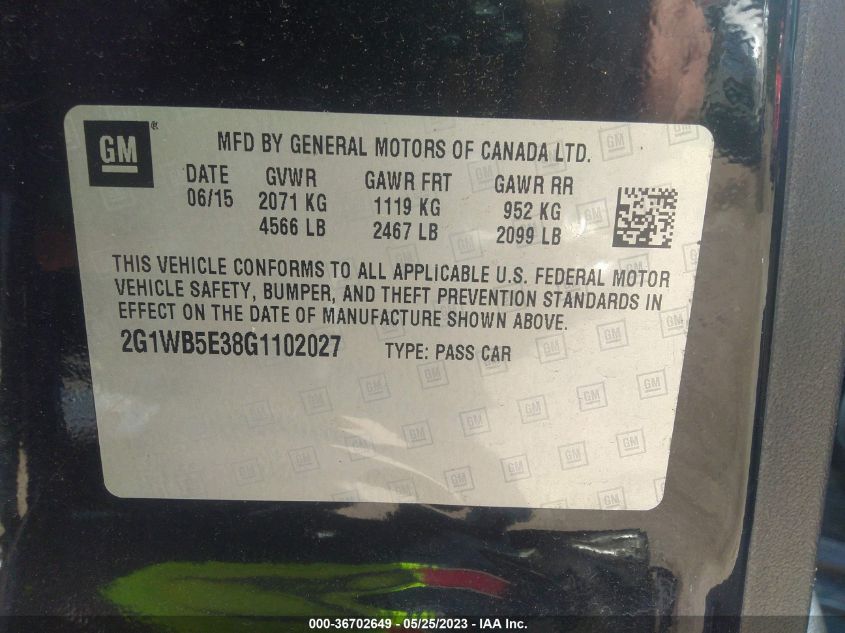 GM ®
MFD BY GENERAL MOTORS OF CANADA LTD.
DATE GVWR GAWR FRT GAWR RR
06/15 2071 KG 1119 KG 952 KG
4566 LB 2467 LB 2099 LB
THIS VEHICLE CONFORMS TO ALL APPLICABLE U.S. FEDERAL MOTOR
VEHICLE SAFETY, BUMPER, AND THEFT PREVENTION STANDARDS IN
EFFECT ON THE DATE OF MANUFACTURE SHOWN ABOVE.
2G1WB5E38G1102027 TYPE: PASS CAR
000-36702649 - 05/25/2023 - IAA Inc.